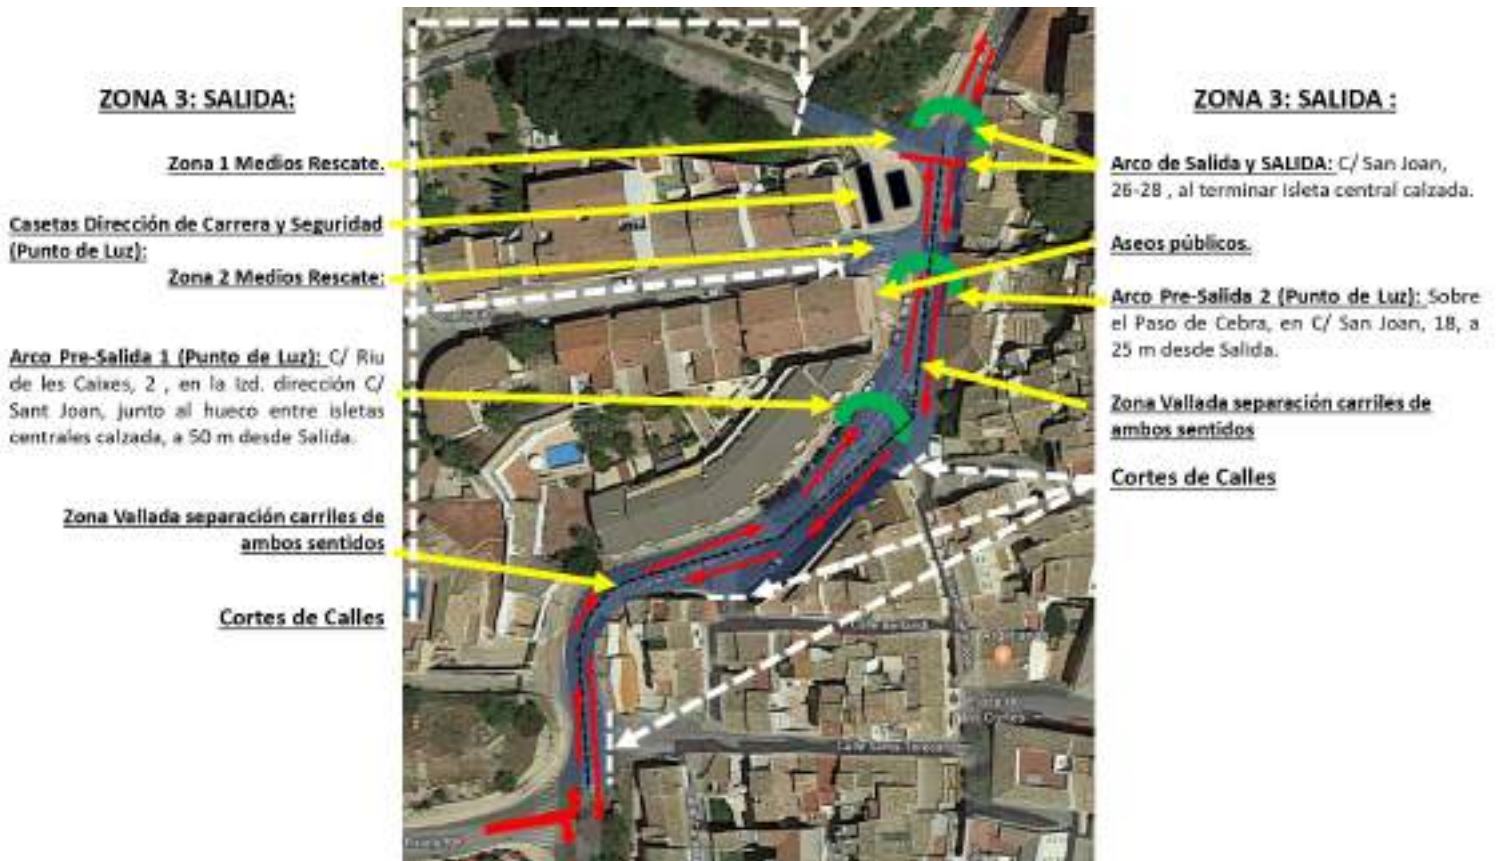 ZONA 3: SALIDA:
Zona 1 Medios Rescate.
Casetas Dirección de Carrera y Seguridad
(Punto de Luz):
Zona 2 Medios Rescate:
Arco Pre-Salida 1 (Punto de Luz): C/ Riu
de les Caixes, 2 , en la Izd. dirección C/
Sant Joan, junto al hueco entre isletas
centrales calzada, a 50 m desde Salida.
Zona Vallada separación carriles de
ambos sentidos
Cortes de Calles
ZONA 3: SALIDA :
Arco de Salida y SALIDA: C/ San Joan,
26-28 , al terminar isleta central calzada.
Aseos públicos.
Arco Pre-Salida 2 (Punto de Luz): Sobre
el Paso de Cebra, en C/ San Joan, 18, a
25 m desde Salida.
Zona Vallada separación carriles de
ambos sentidos
Cortes de Calles
Calle Santa Teresa